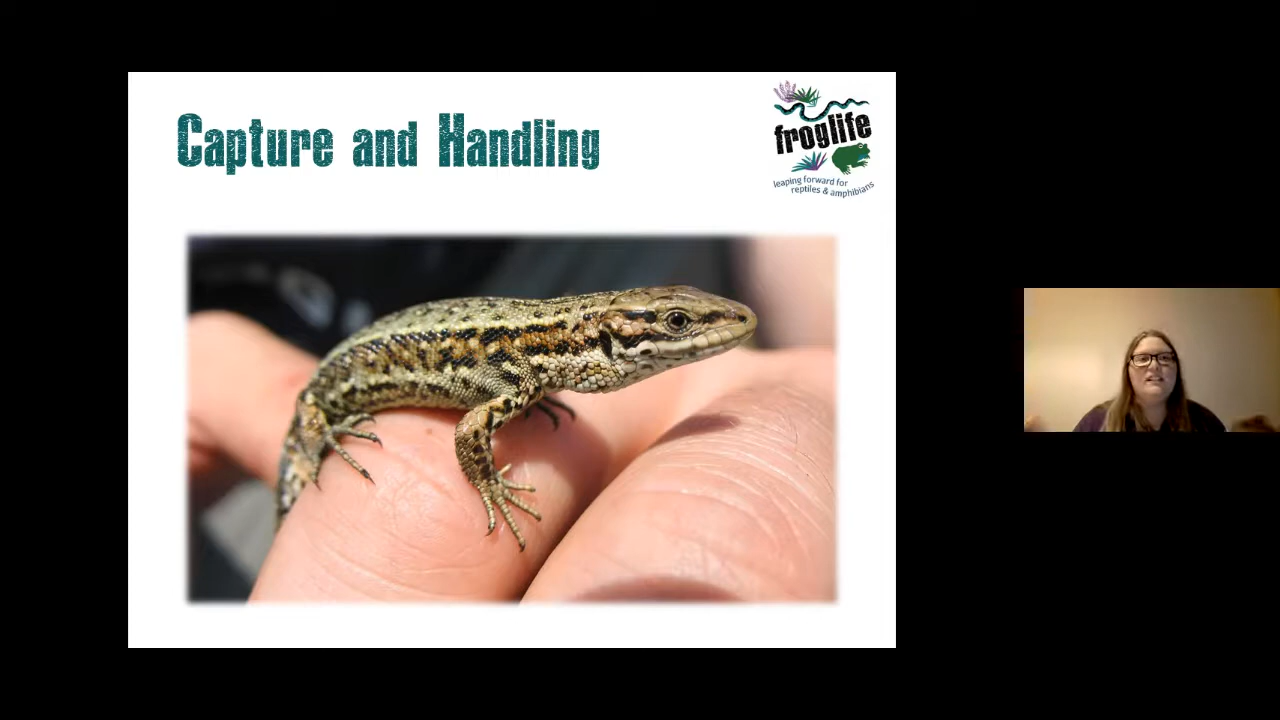 Capture and Handling
froglife
leaping forward for
reptiles & amphibians